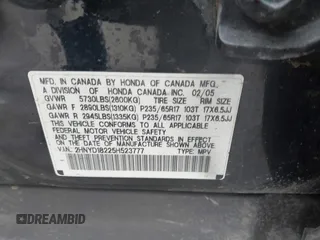 MFD. IN CANADA BY HONDA OF CANADA MFG.
A DIVISION OF HONDA CANADA INC. 02/05
GVWR 5730LBS(2600KG) TIRE SIZE RIM SIZE
GAWR F 2890LBS(1310KG) P235/65R17 103T 17X6.5JJ
GAWR R 2945LBS(1335KG) P235/65R17 103T 17X6.5JJ
THIS VEHICLE CONFORMS TO ALL APPLICABLE
FEDERAL MOTOR VEHICLE SAFETY
STANDARDS IN EFFECT ON THE DATE OF
MANUFACTURE SHOWN ABOVE.
V.I.N.: 2HNYD18225H523777 TYPE: MPV
© DREAMBID
DREAMBID.COM